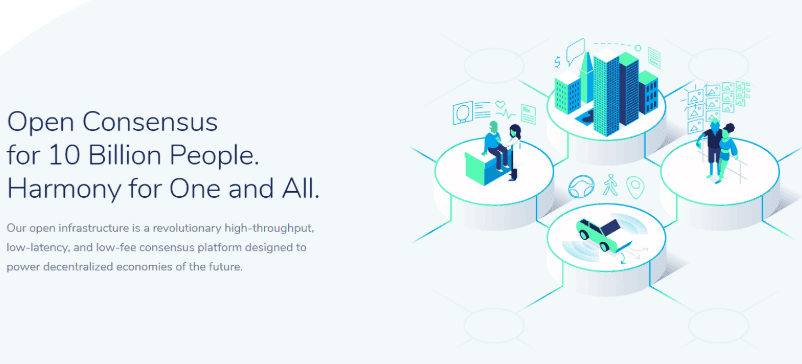 Open Consensus
for 10 Billion People.
Harmony for One and All.
Our open infrastructure is a revolutionary high-throughput,
low-latency, and low-fee consensus platform designed to
power decentralized economies of the future.
$